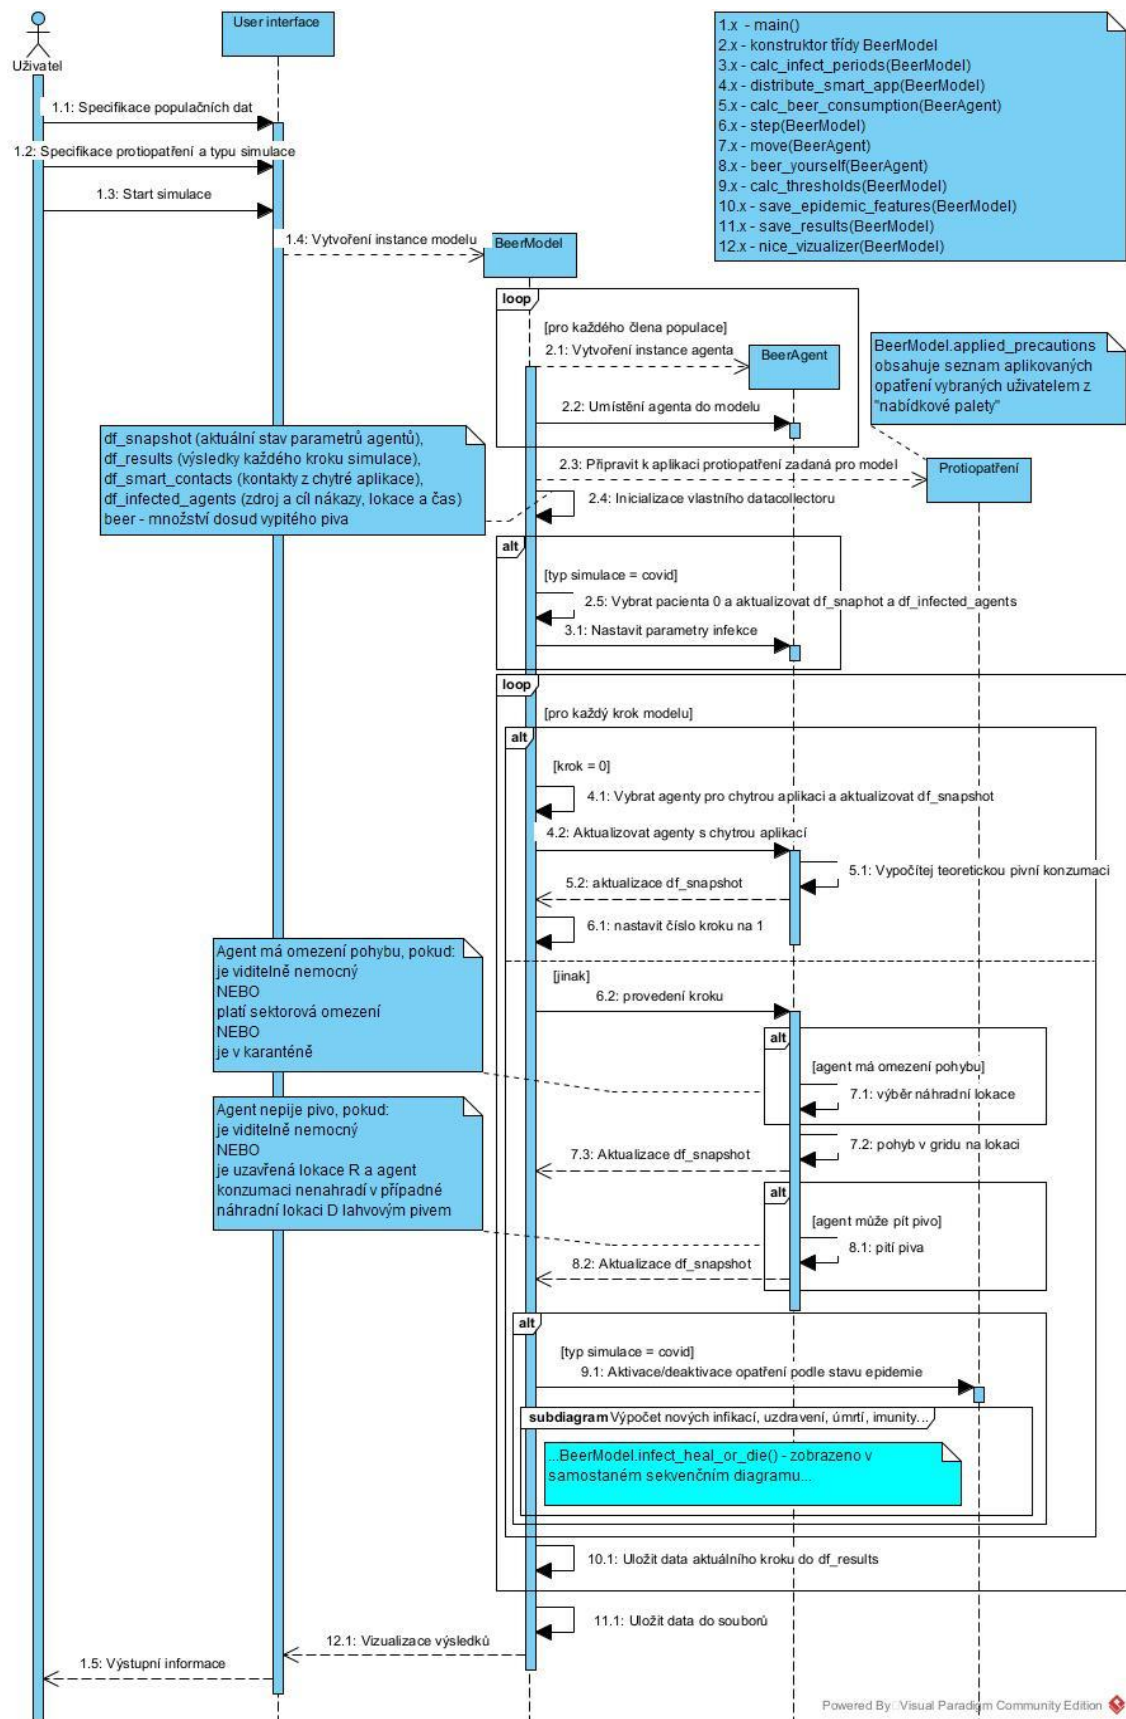 Uživatel
User interface
1.x - main()
2.x - konstruktor třídy BeerModel
3.x - calc_infect_periods(BeerModel)
4.x - distribute_smart_app(BeerModel)
5.x - calc_beer_consumption(BeerAgent)
6.x - step(BeerModel)
7.x - move(BeerAgent)
8.x - beer_yourself(BeerAgent)
9.x - calc_thresholds(BeerModel)
10.x - save_epidemic_features(BeerModel)
11.x - save_results(BeerModel)
12.x - nice_vizualizer(BeerModel)
1.1: Specifikace populačních dat
1.2: Specifikace protiopatření a typu simulace
1.3: Start simulace
1.4: Vytvoření instance modelu
BeerModel
loop
[pro každého člena populace]
2.1: Vytvoření instance agenta
BeerAgent
BeerModel.applied_precautions
obsahuje seznam aplikovaných
opatření vybraných uživatelem z
"nabídkové palety"
2.2: Umístění agenta do modelu
df_snapshot (aktuální stav parametrů agentů),
df_results (výsledky každého kroku simulace),
df_smart_contacts (kontakty z chytré aplikace),
df_infected_agents (zdroj a cíl nákazy, lokace a čas)
beer - množství dosud vypitého piva
2.3: Připravit k aplikaci protiopatření zadaná pro model
Protiopatření
2.4: Inicializace vlastního datacollectoru
alt
[typ simulace = covid]
2.5: Vybrat pacienta 0 a aktualizovat df_snaphot a df_infected_agents
3.1: Nastavit parametry infekce
loop
[pro každý krok modelu]
alt
[krok = 0]
4.1: Vybrat agenty pro chytrou aplikaci a aktualizovat df_snapshot
4.2: Aktualizovat agenty s chytrou aplikací
5.1: Vypočítej teoretickou pivní konzumaci
5.2: aktualizace df_snapshot
6.1: nastavit číslo kroku na 1
Agent má omezení pohybu, pokud:
je viditelně nemocný
NEBO
platí sektorová omezení
NEBO
je v karanténě
[jinak]
6.2: provedení kroku
alt
[agent má omezení pohybu]
7.1: výběr náhradní lokace
Agent nepije pivo, pokud:
je viditelně nemocný
NEBO
je uzavřená lokace R a agent
konzumaci nenahradí v případné
náhradní lokaci D lahvovým pivem
7.2: pohyb v gridu na lokaci
7.3: Aktualizace df_snapshot
alt
[agent může pít pivo]
8.1: pití piva
8.2: Aktualizace df_snapshot
alt
[typ simulace = covid]
9.1: Aktivace/deaktivace opatření podle stavu epidemie
subdiagram Výpočet nových infikací, uzdravení, úmrtí, imunity...
...BeerModel.infect_heal_or_die() - zobrazeno v
samostaném sekvenčním diagramu...
10.1: Uložit data aktuálního kroku do df_results
11.1: Uložit data do souborů
12.1: Vizualizace výsledků
1.5: Výstupní informace
Powered By Visual Paradigm Community Edition